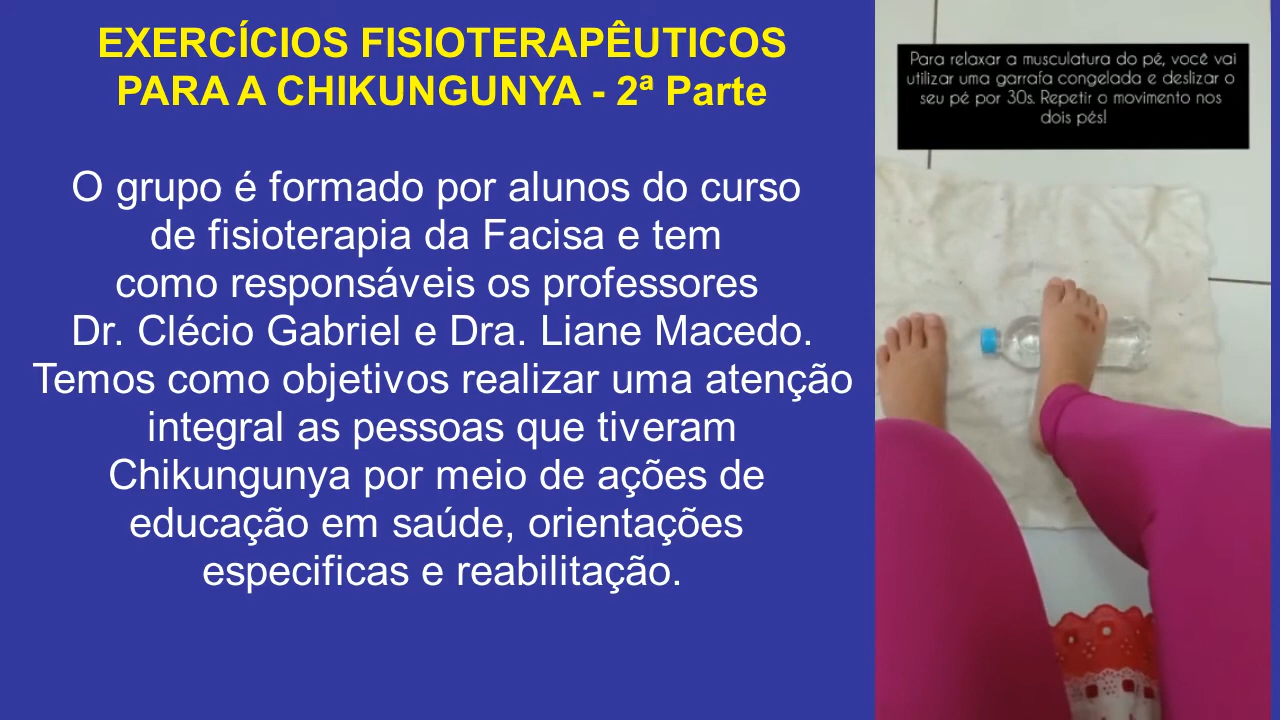 EXERCÍCIOS FISIOTERAPÊUTICOS
PARA A CHIKUNGUNYA - 2ª Parte
O grupo é formado por alunos do curso
de fisioterapia da Facisa e tem
como responsáveis os professores
Dr. Clécio Gabriel e Dra. Liane Macedo.
Temos como objetivos realizar uma atenção
integral as pessoas que tiveram
Chikungunya por meio de ações de
educação em saúde, orientações
especificas e reabilitação.
Para relaxar a musculatura do pé, você vai
utilizar uma garrafa congelada e deslizar o
seu pé por 30s. Repetir o movimento nos
dois pés!